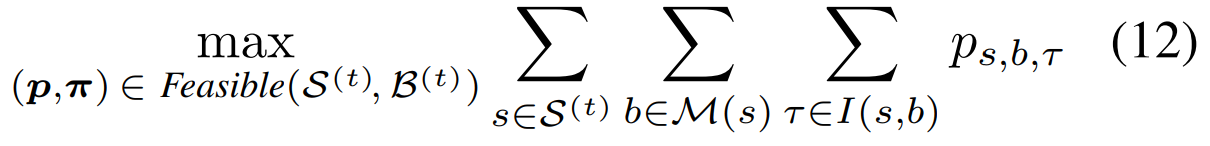 max ∑ ∑ ∑ p_{s,b,τ} (12)
(p,π) ∈ Feasible(𝒮^{(t)}, ℬ^{(t)}) s∈𝒮^{(t)} b∈ℳ(s) τ∈I(s,b)